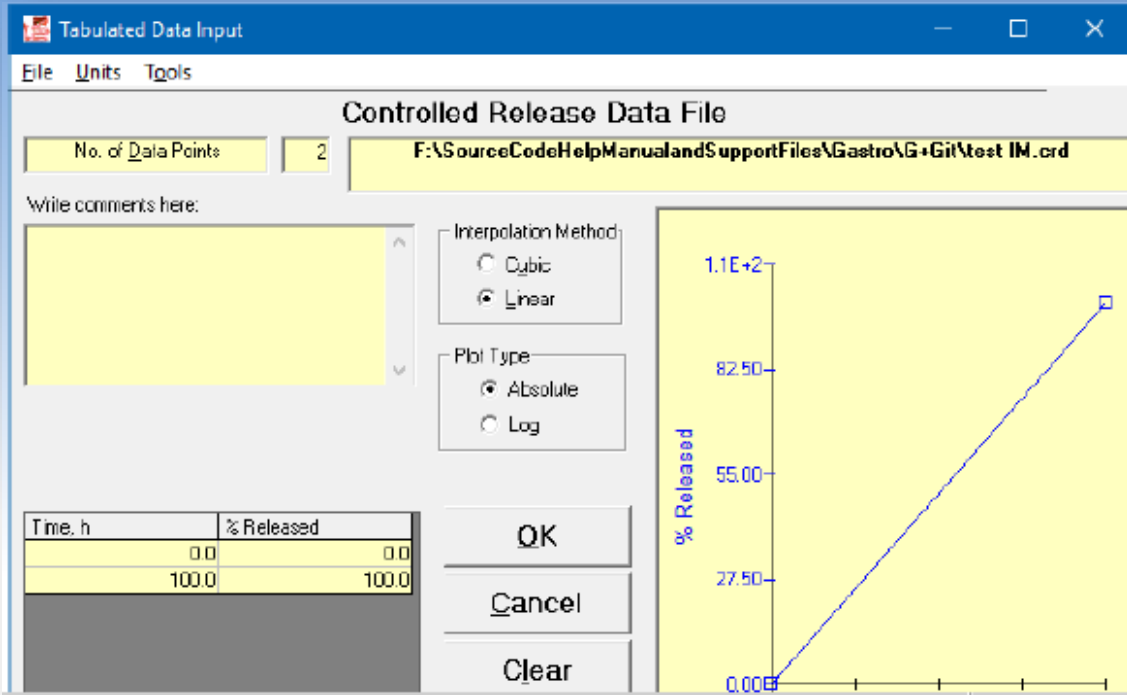 Tabulated Data Input
File Units Tools
Controlled Release Data File
No. of Data Points 2 F:\SourceCodeHelpManualandSupportFiles\Gastro\G+Git\test IM.crd
Write comments here:
Interpolation Method
Cubic
Linear
Plot Type
Absolute
Log
Time, h % Released
0.0 0.0
100.0 100.0
OK
Cancel
Clear
% Released
1.1E+2
82.50
55.00
27.50
0.00